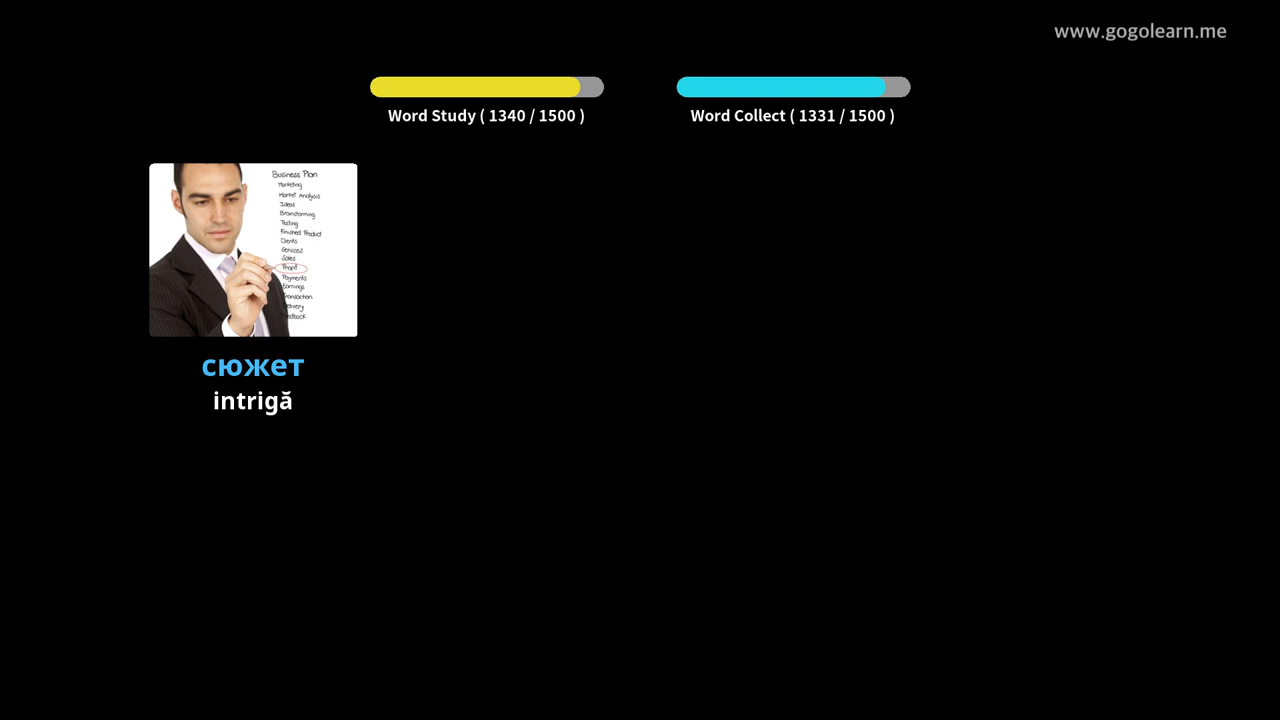 www.gogolearn.me
Word Study ( 1340 / 1500 )
Word Collect ( 1331 / 1500 )
Business Plan
Marketing
Market Analysis
Ideas
Brainstorming
Testing
Finished Product
Clients
Services
Sales
Profit
Payments
Earnings
Transaction
Delivery
Feedback
сюжет
intrigă